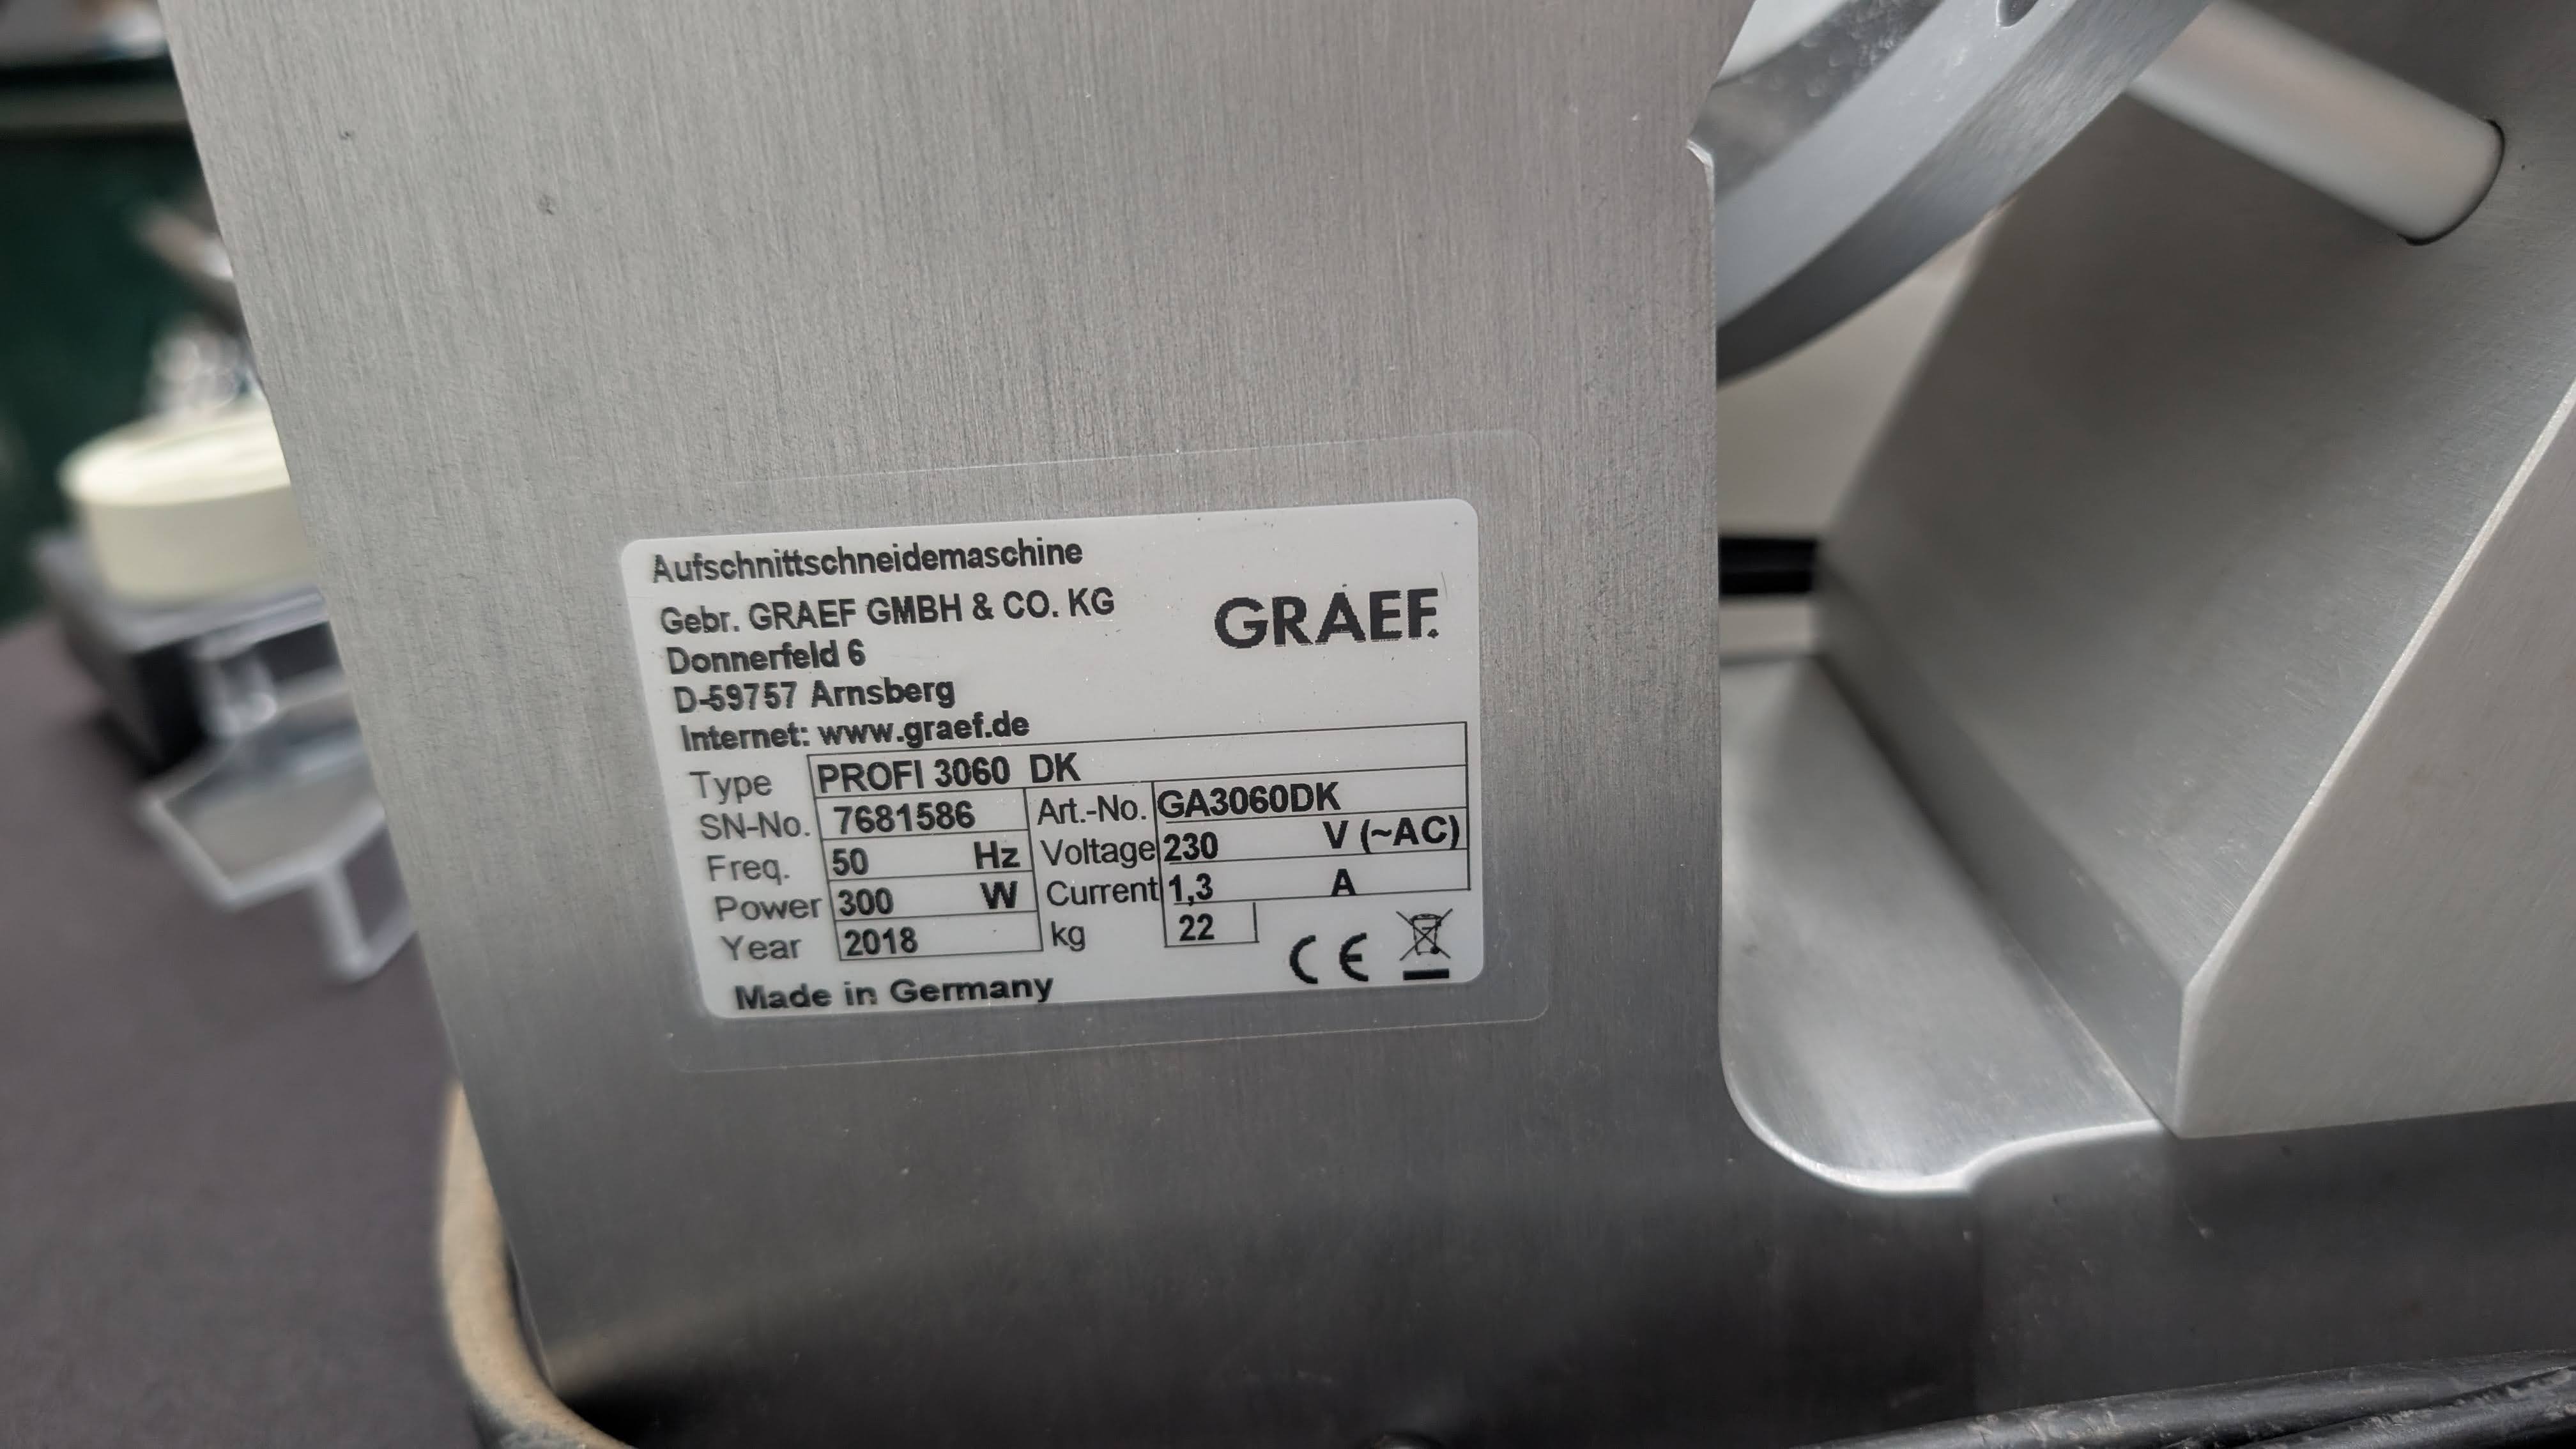 Aufschnittschneidemaschine
Gebr. GRAEF GMBH & CO. KG
GRAEF.
Donnerfeld 6
D-59757 Arnsberg
Internet: www.graef.de
Type PROFI 3060 DK
SN-No. 7681586 Art.-No. GA3060DK
Freq. 50 Hz Voltage 230 V (~AC)
Power 300 W Current 1,3 A
Year 2018 kg 22
CE
Made in Germany